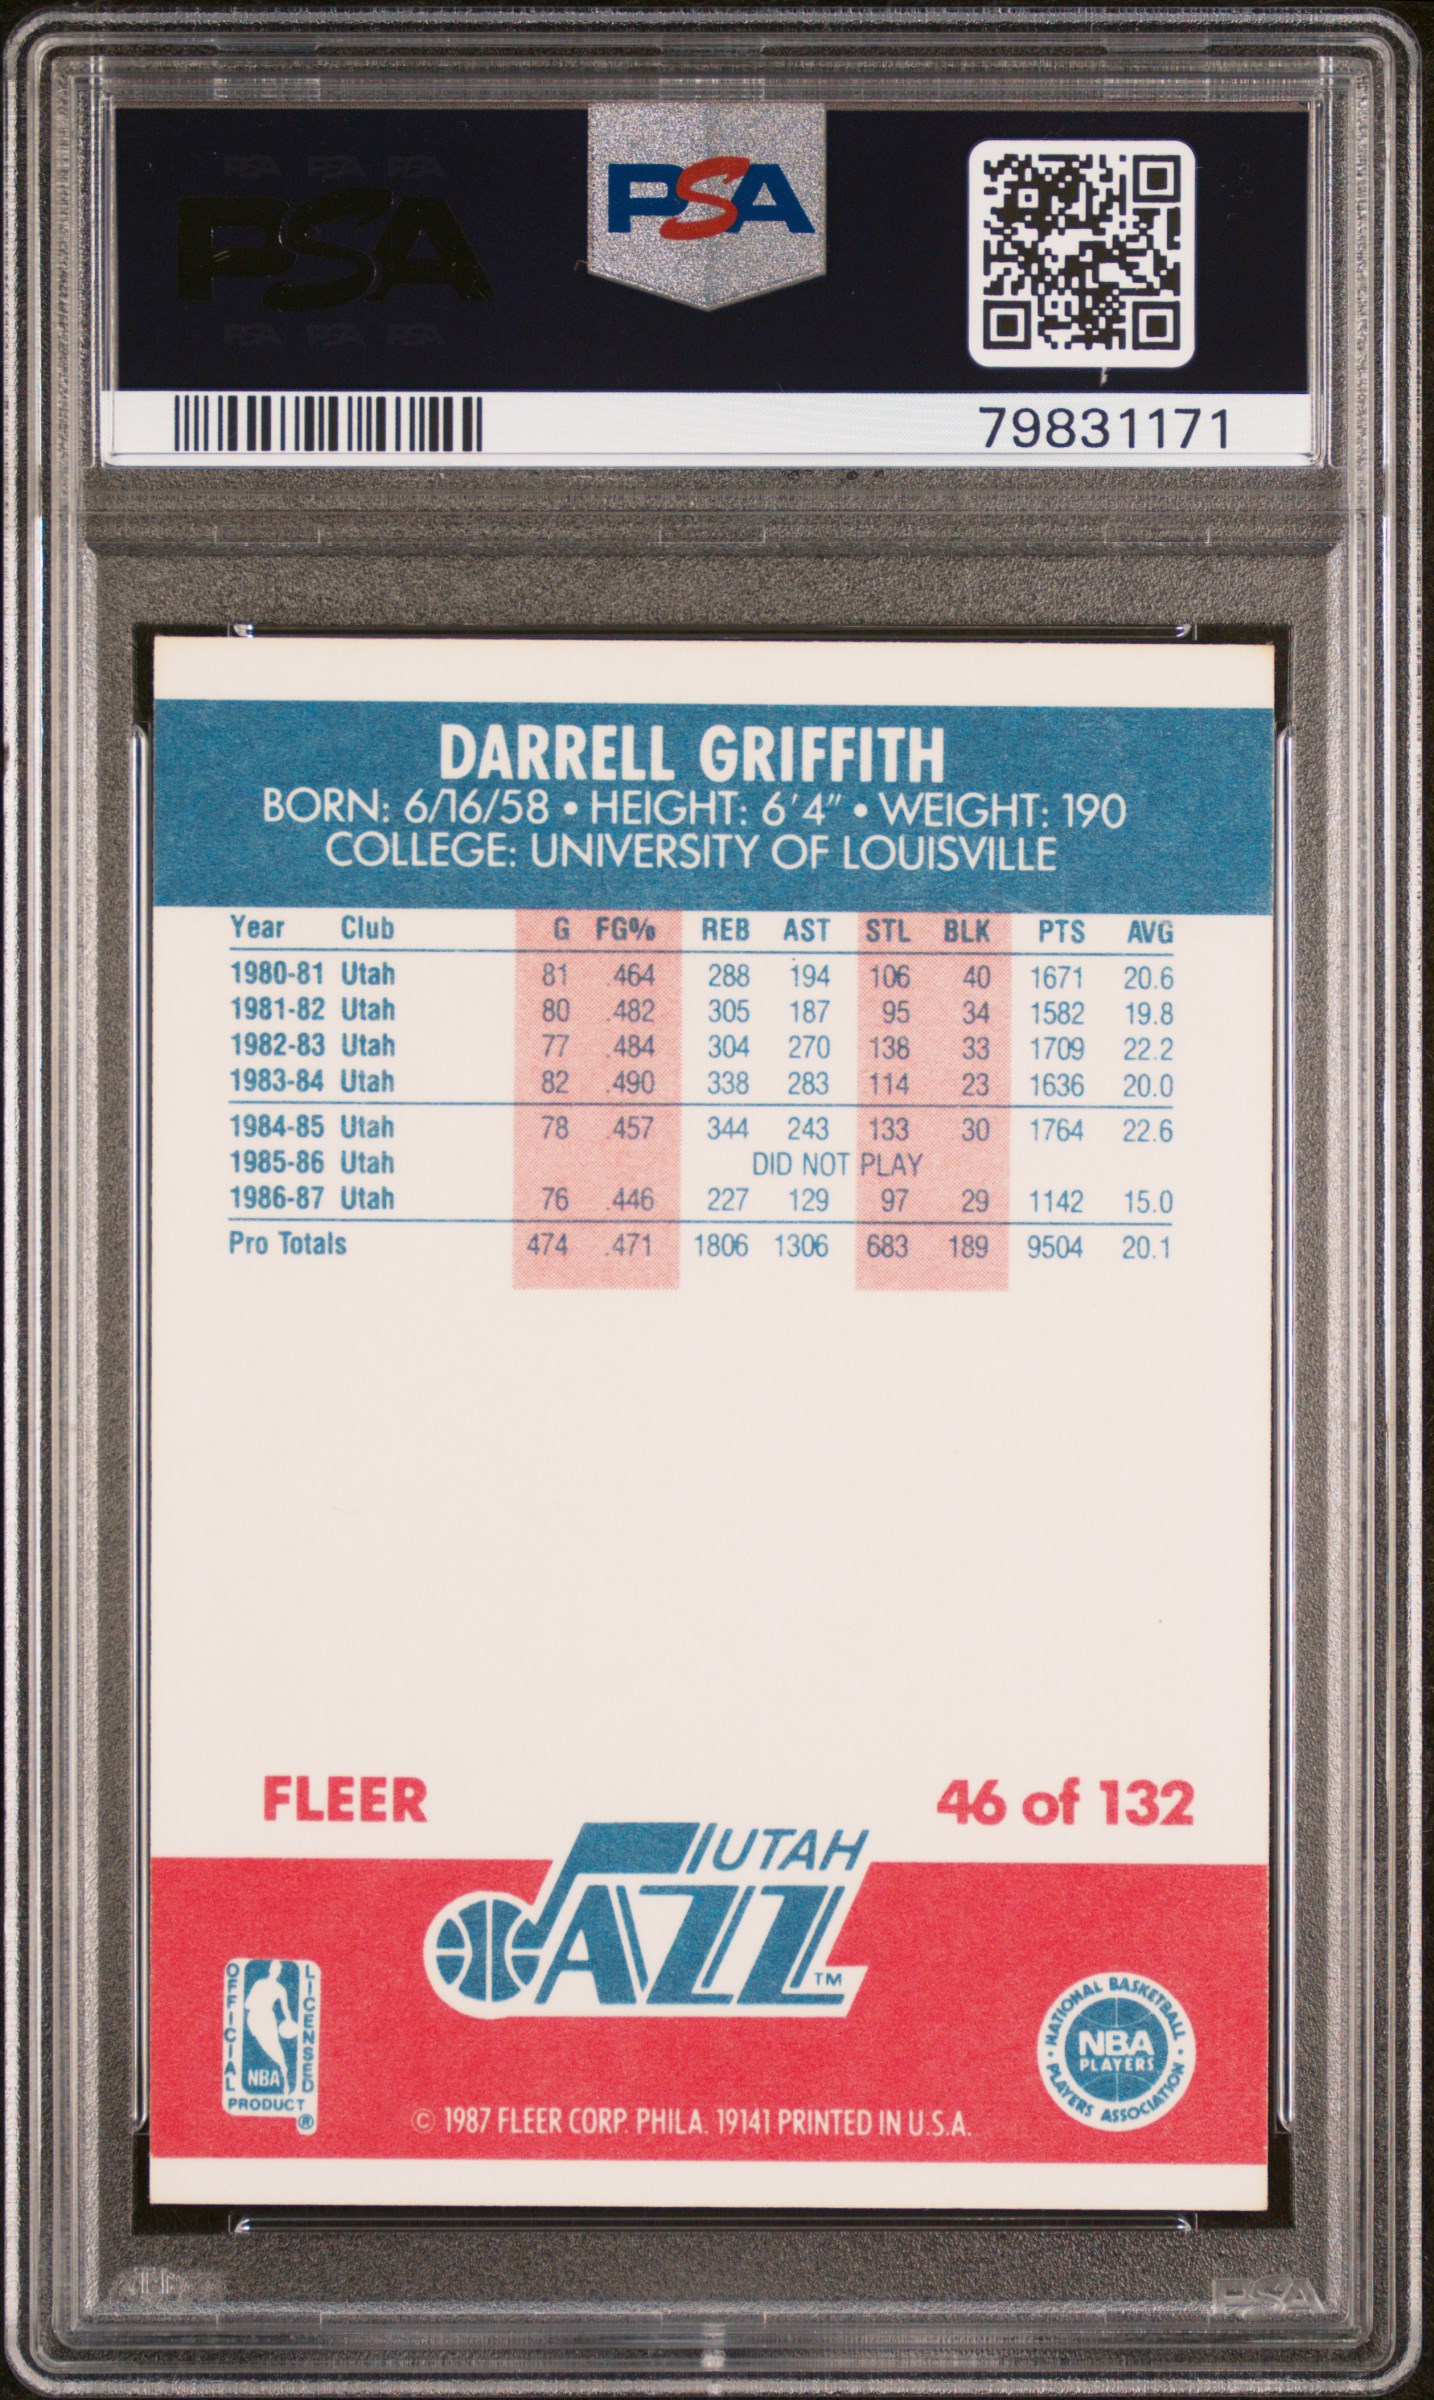 PSA PSA PSA
PSA
PSA PSA PSA
PSA
79831171
DARRELL GRIFFITH
BORN: 6/16/58 • HEIGHT: 6'4" • WEIGHT: 190
COLLEGE: UNIVERSITY OF LOUISVILLE
Year Club G FG% REB AST STL BLK PTS AVG
1980-81 Utah 81 .464 288 194 106 40 1671 20.6
1981-82 Utah 80 .482 305 187 95 34 1582 19.8
1982-83 Utah 77 .484 304 270 138 33 1709 22.2
1983-84 Utah 82 .490 338 283 114 23 1636 20.0
1984-85 Utah 78 .457 344 243 133 30 1764 22.6
1985-86 Utah DID NOT PLAY
1986-87 Utah 76 .446 227 129 97 29 1142 15.0
Pro Totals 474 .471 1806 1306 683 189 9504 20.1
FLEER
46 of 132
UTAH
JAZZ TM
OFFICIAL LICENSED
NBA
PRODUCT ®
NATIONAL BASKETBALL
NBA
PLAYERS
• PLAYERS ASSOCIATION •
© 1987 FLEER CORP. PHILA. 19141 PRINTED IN U.S.A.
PSA